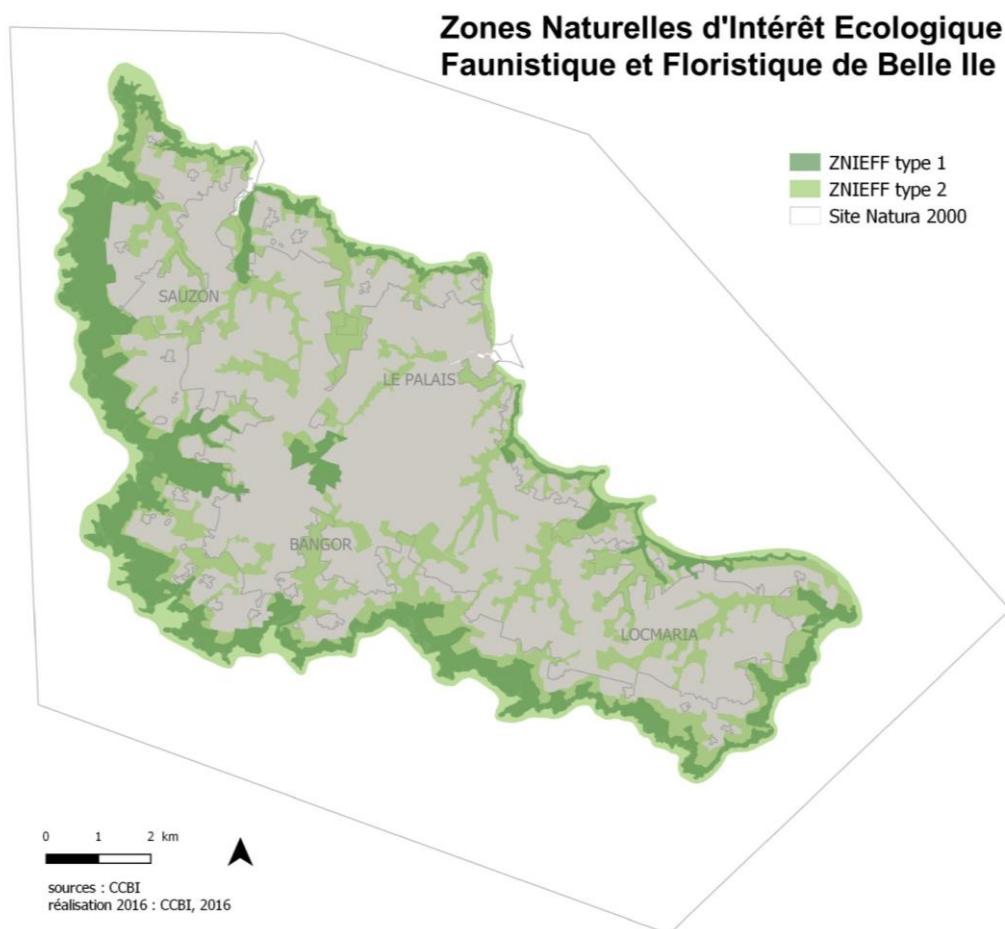 Zones Naturelles d'Intérêt Ecologique
Faunistique et Floristique de Belle Ile
ZNIEFF type 1
ZNIEFF type 2
Site Natura 2000
SAUZON
LE PALAIS
BANGOR
LOCMARIA
0 1 2 km
sources : CCBI
réalisation 2016 : CCBI, 2016